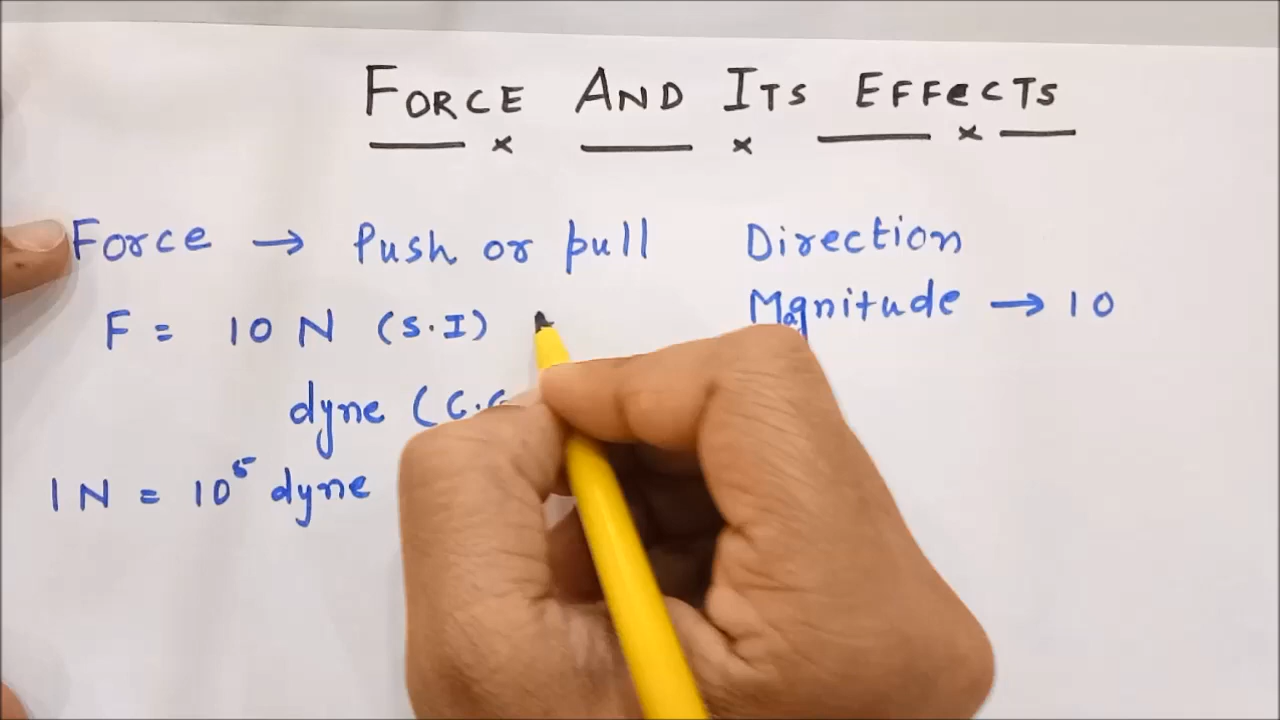 FORCE AND ITS EFFECTS
Force → Push or pull
F = 10 N (S.I)
dyne (C.G
1 N = 10⁵ dyne
Direction
Magnitude → 10